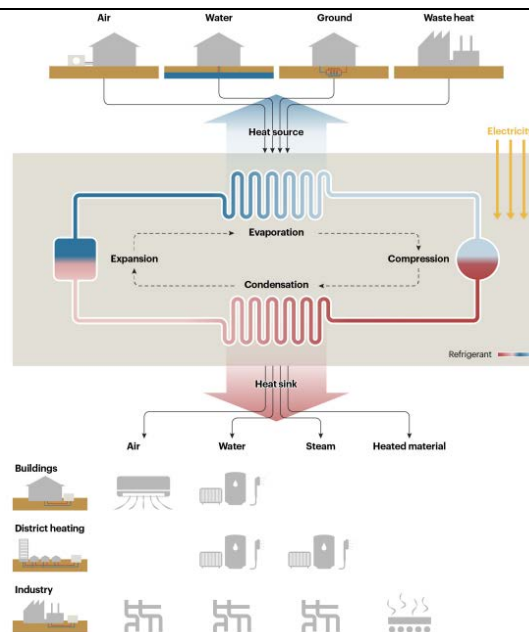 Air
Water
Ground
Waste heat
Heat source
Electricity
Evaporation
Expansion
Compression
Condensation
Refrigerant
Heat sink
Air
Water
Steam
Heated material
Buildings
District heating
Industry